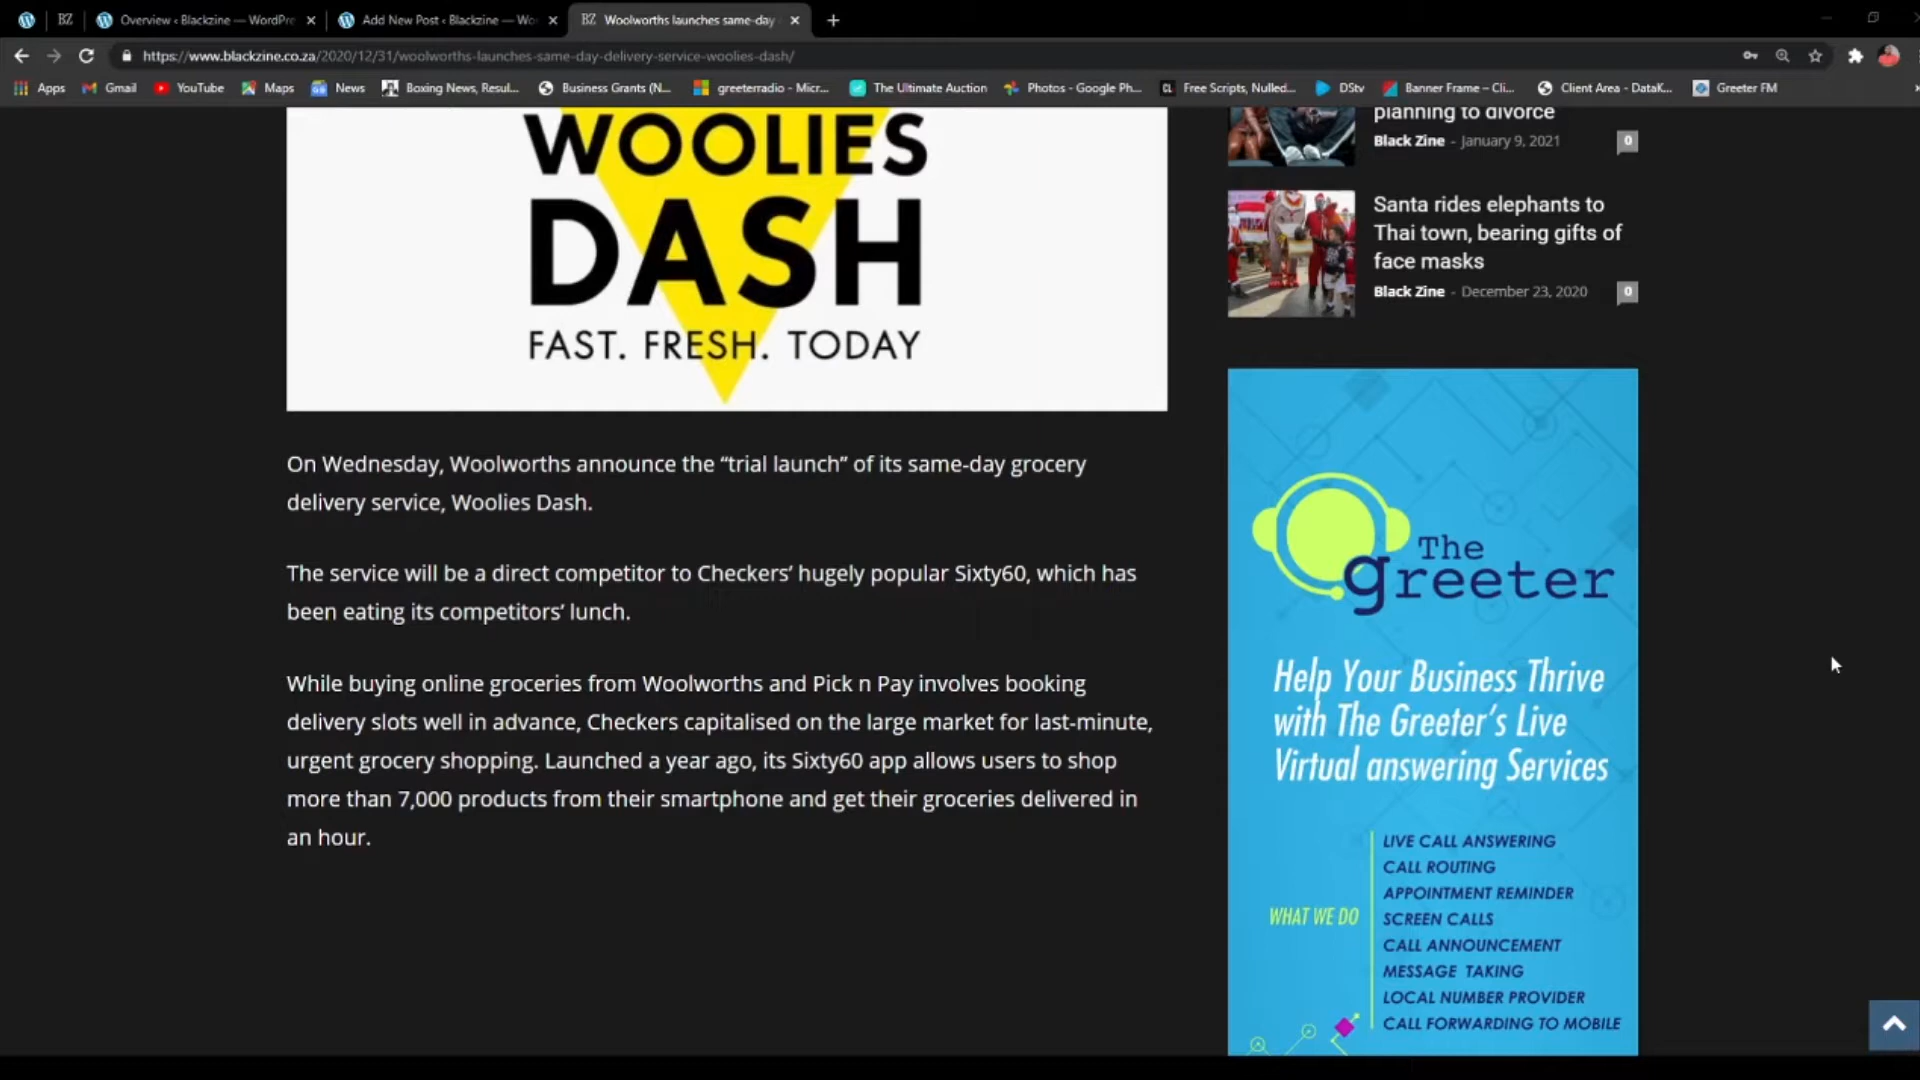 BZ
Overview ‹ Blackzine — WordPre
Add New Post ‹ Blackzine — Wo
BZ
Woolworths launches same-day
https://www.blackzine.co.za/2020/12/31/woolworths-launches-same-day-delivery-service-woolies-dash/
Apps
Gmail
YouTube
Maps
News
Boxing News, Resul...
Business Grants (N...
greeterradio - Micr...
The Ultimate Auction
Photos - Google Ph...
CL
Free Scripts, Nulled...
DStv
Banner Frame – Cli...
Client Area - DataK...
Greeter FM
WOOLIES
DASH
FAST. FRESH. TODAY
On Wednesday, Woolworths announce the “trial launch” of its same-day grocery
delivery service, Woolies Dash.
The service will be a direct competitor to Checkers’ hugely popular Sixty60, which has
been eating its competitors’ lunch.
While buying online groceries from Woolworths and Pick n Pay involves booking
delivery slots well in advance, Checkers capitalised on the large market for last-minute,
urgent grocery shopping. Launched a year ago, its Sixty60 app allows users to shop
more than 7,000 products from their smartphone and get their groceries delivered in
an hour.
planning to divorce
Black Zine - January 9, 2021
0
Santa rides elephants to
Thai town, bearing gifts of
face masks
Black Zine - December 23, 2020
0
The
greeter
Help Your Business Thrive
with The Greeter's Live
Virtual answering Services
WHAT WE DO
LIVE CALL ANSWERING
CALL ROUTING
APPOINTMENT REMINDER
SCREEN CALLS
CALL ANNOUNCEMENT
MESSAGE TAKING
LOCAL NUMBER PROVIDER
CALL FORWARDING TO MOBILE